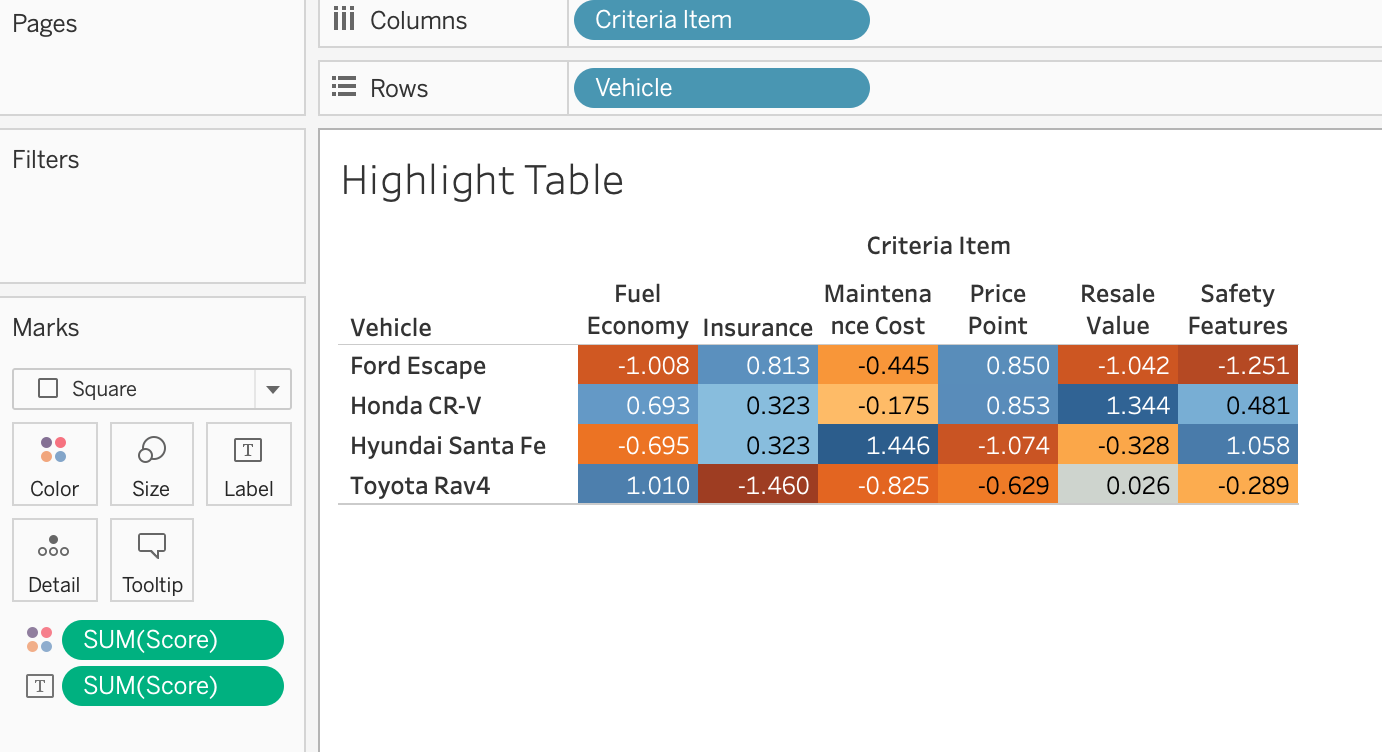 Pages
Columns
Criteria Item
Rows
Vehicle
Filters
Marks
Square
Color
Size
T
Label
Detail
Tooltip
SUM(Score)
T
SUM(Score)
Highlight Table
Criteria Item
Vehicle
Fuel
Economy
Insurance
Maintena
nce Cost
Price
Point
Resale
Value
Safety
Features
Ford Escape -1.008 0.813 -0.445 0.850 -1.042 -1.251
Honda CR-V 0.693 0.323 -0.175 0.853 1.344 0.481
Hyundai Santa Fe -0.695 0.323 1.446 -1.074 -0.328 1.058
Toyota Rav4 1.010 -1.460 -0.825 -0.629 0.026 -0.289